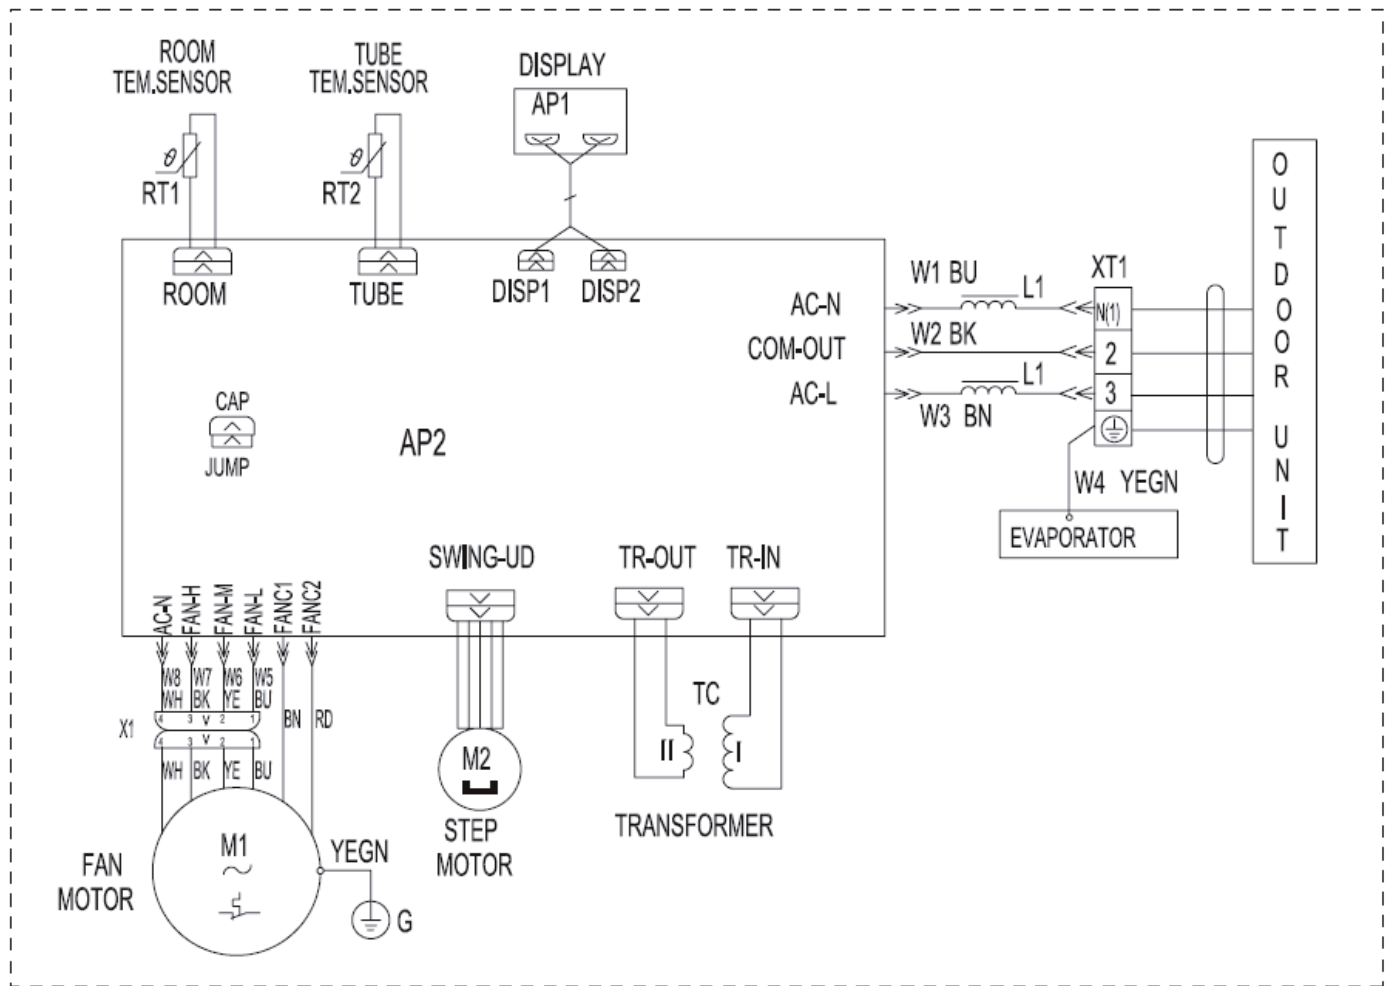 ROOM
TEM.SENSOR
TUBE
TEM.SENSOR
DISPLAY
AP1
θ
RT1
θ
RT2
ROOM
TUBE
DISP1
DISP2
OUTDOOR UNIT
W1 BU
L1
XT1
AC-N
N(1)
W2 BK
COM-OUT
2
L1
AC-L
3
W3 BN
CAP
JUMP
AP2
W4 YEGN
EVAPORATOR
SWING-UD
TR-OUT
TR-IN
AC-N
FAN-H
FAN-M
FAN-L
FANC1
FANC2
W8 W7 W6 W5
WH BK YE BU
BN RD
X1
4 3 2 1
4 3 2 1
WH BK YE BU
TC
II
I
M2
STEP
MOTOR
TRANSFORMER
M1
FAN
MOTOR
YEGN
G